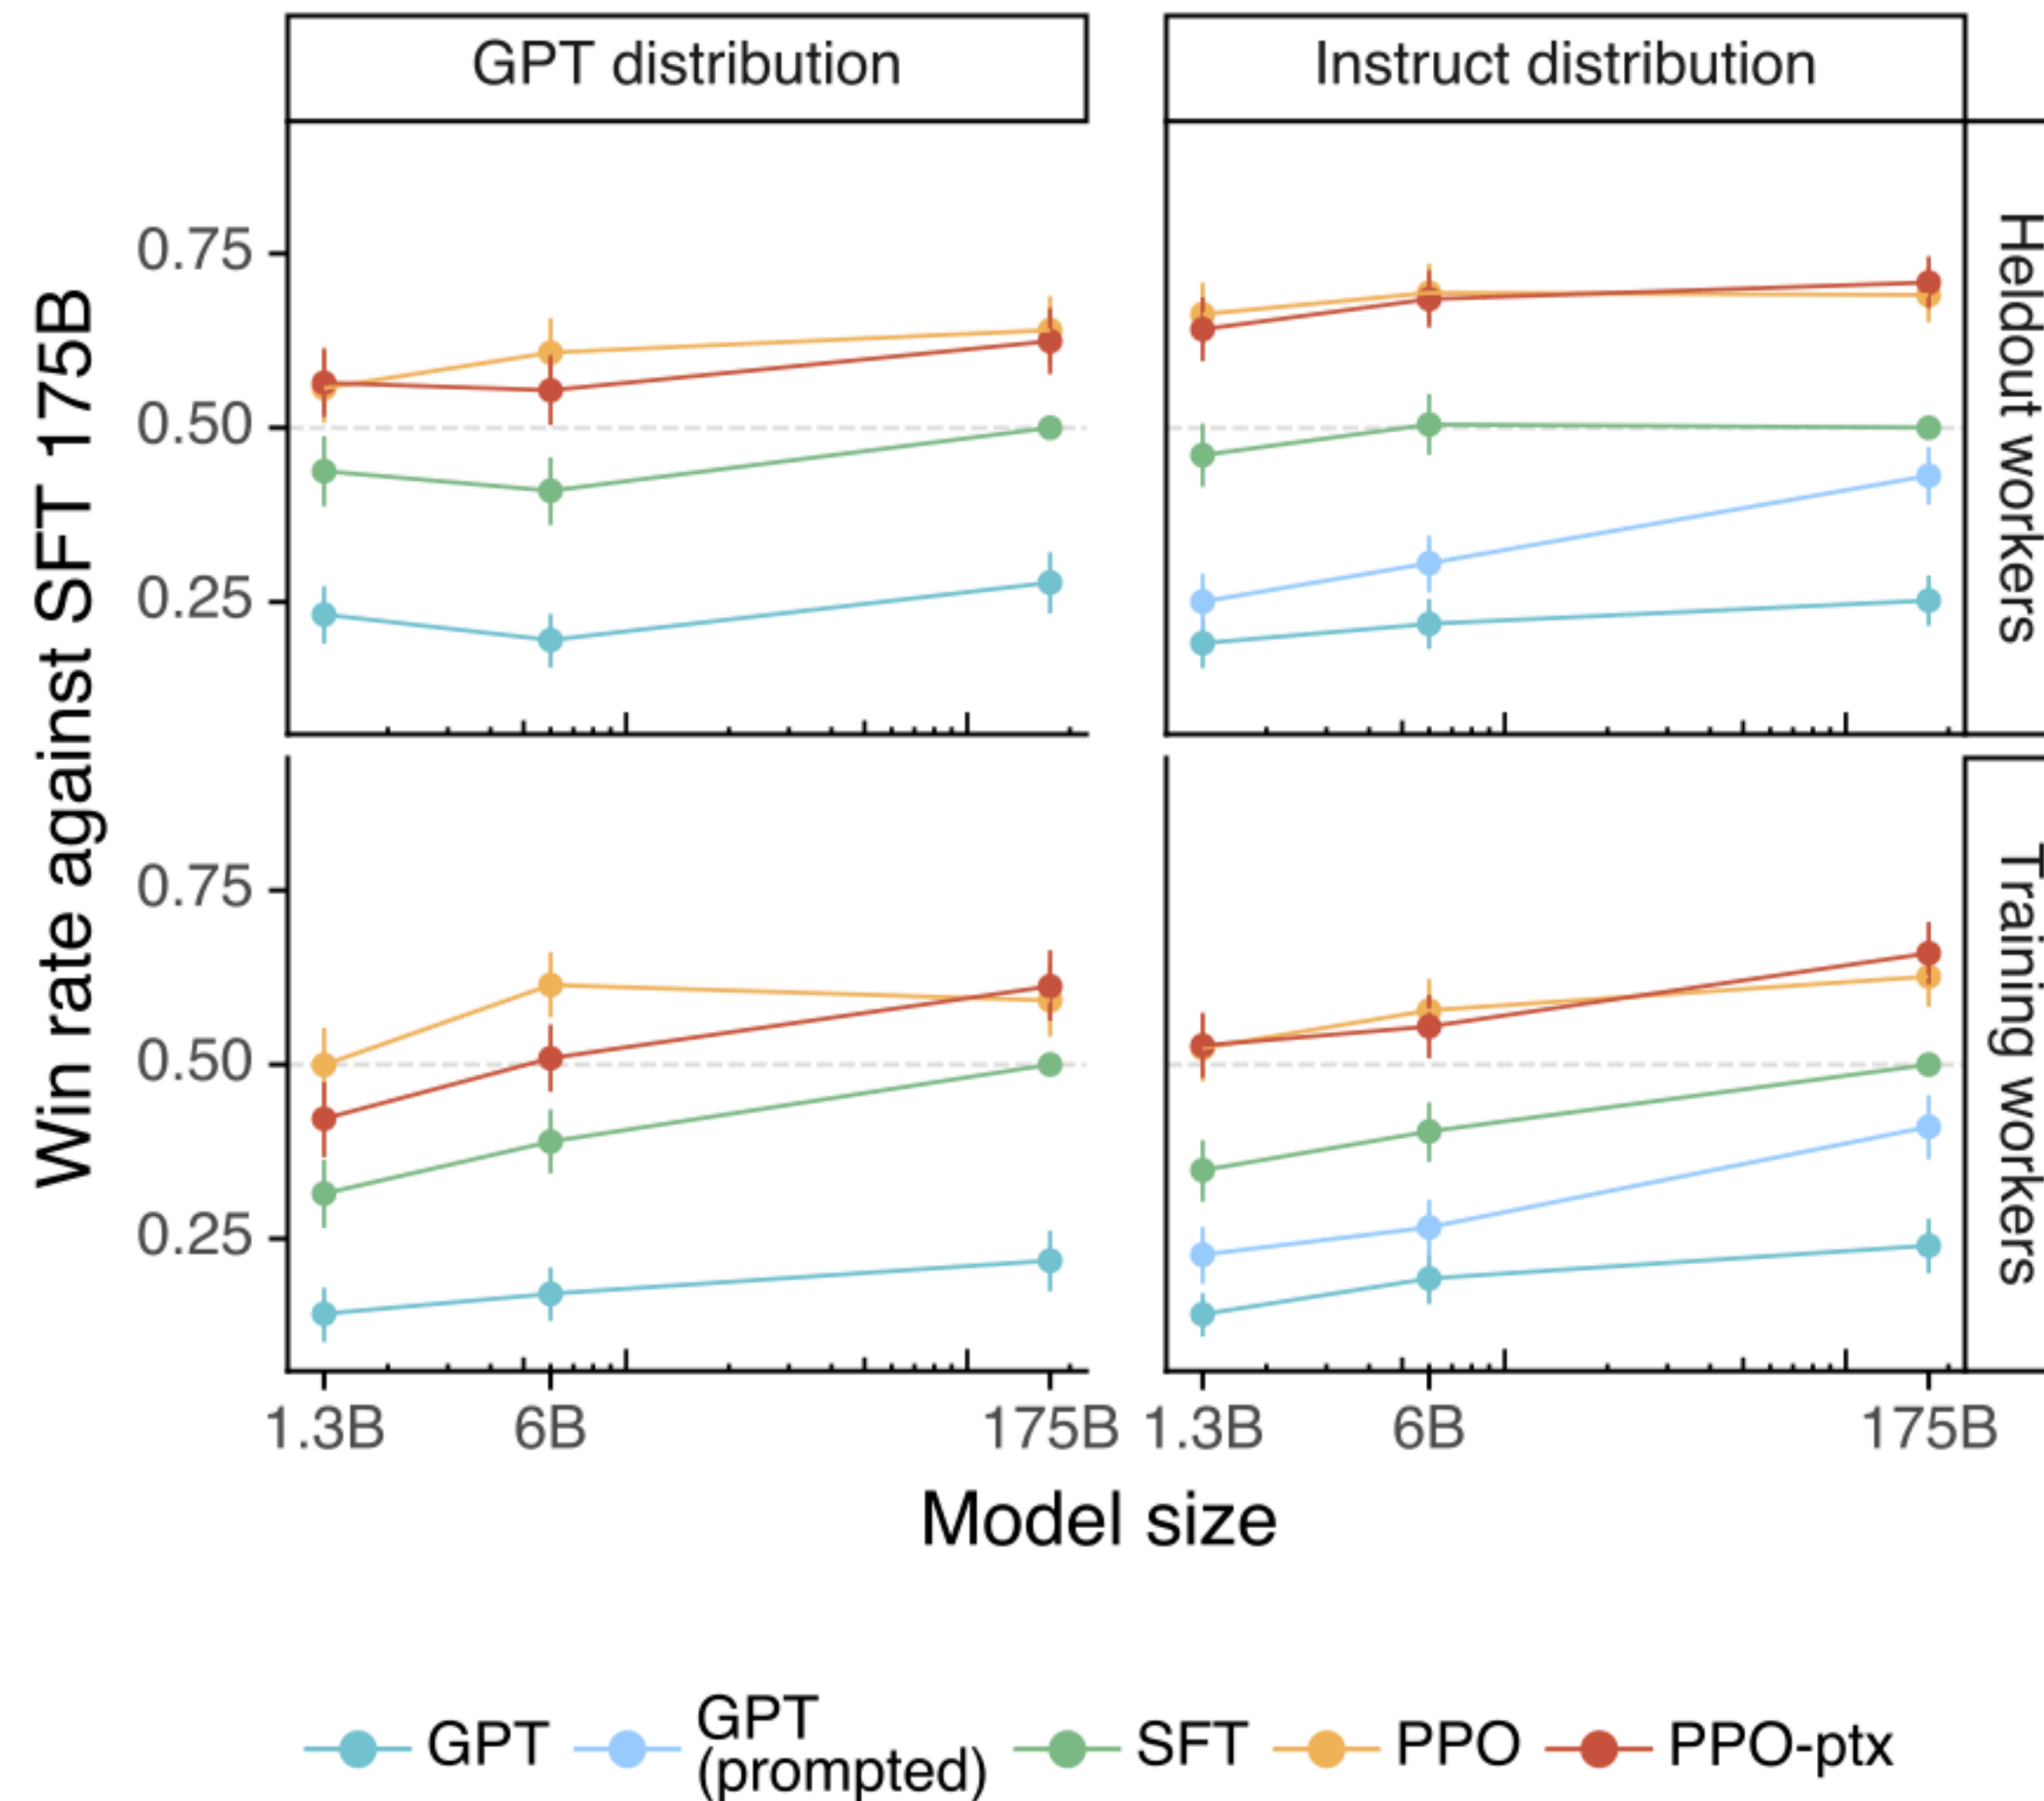 GPT distribution
Instruct distribution
Win rate against SFT 175B
0.75
0.50
0.25
Heldout workers
0.75
0.50
0.25
Training workers
1.3B
6B
175B
1.3B
6B
175B
Model size
GPT
GPT
(prompted)
SFT
PPO
PPO-ptx